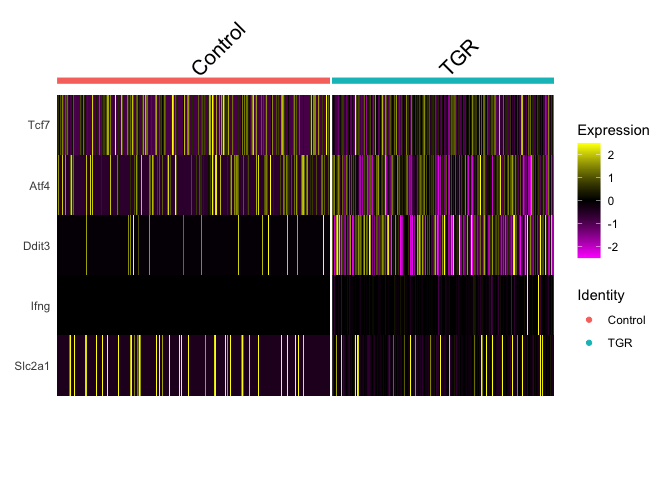 Control
TGR
Tcf7
Atf4
Ddit3
Ifng
Slc2a1
Expression
2
1
0
-1
-2
Identity
Control
TGR